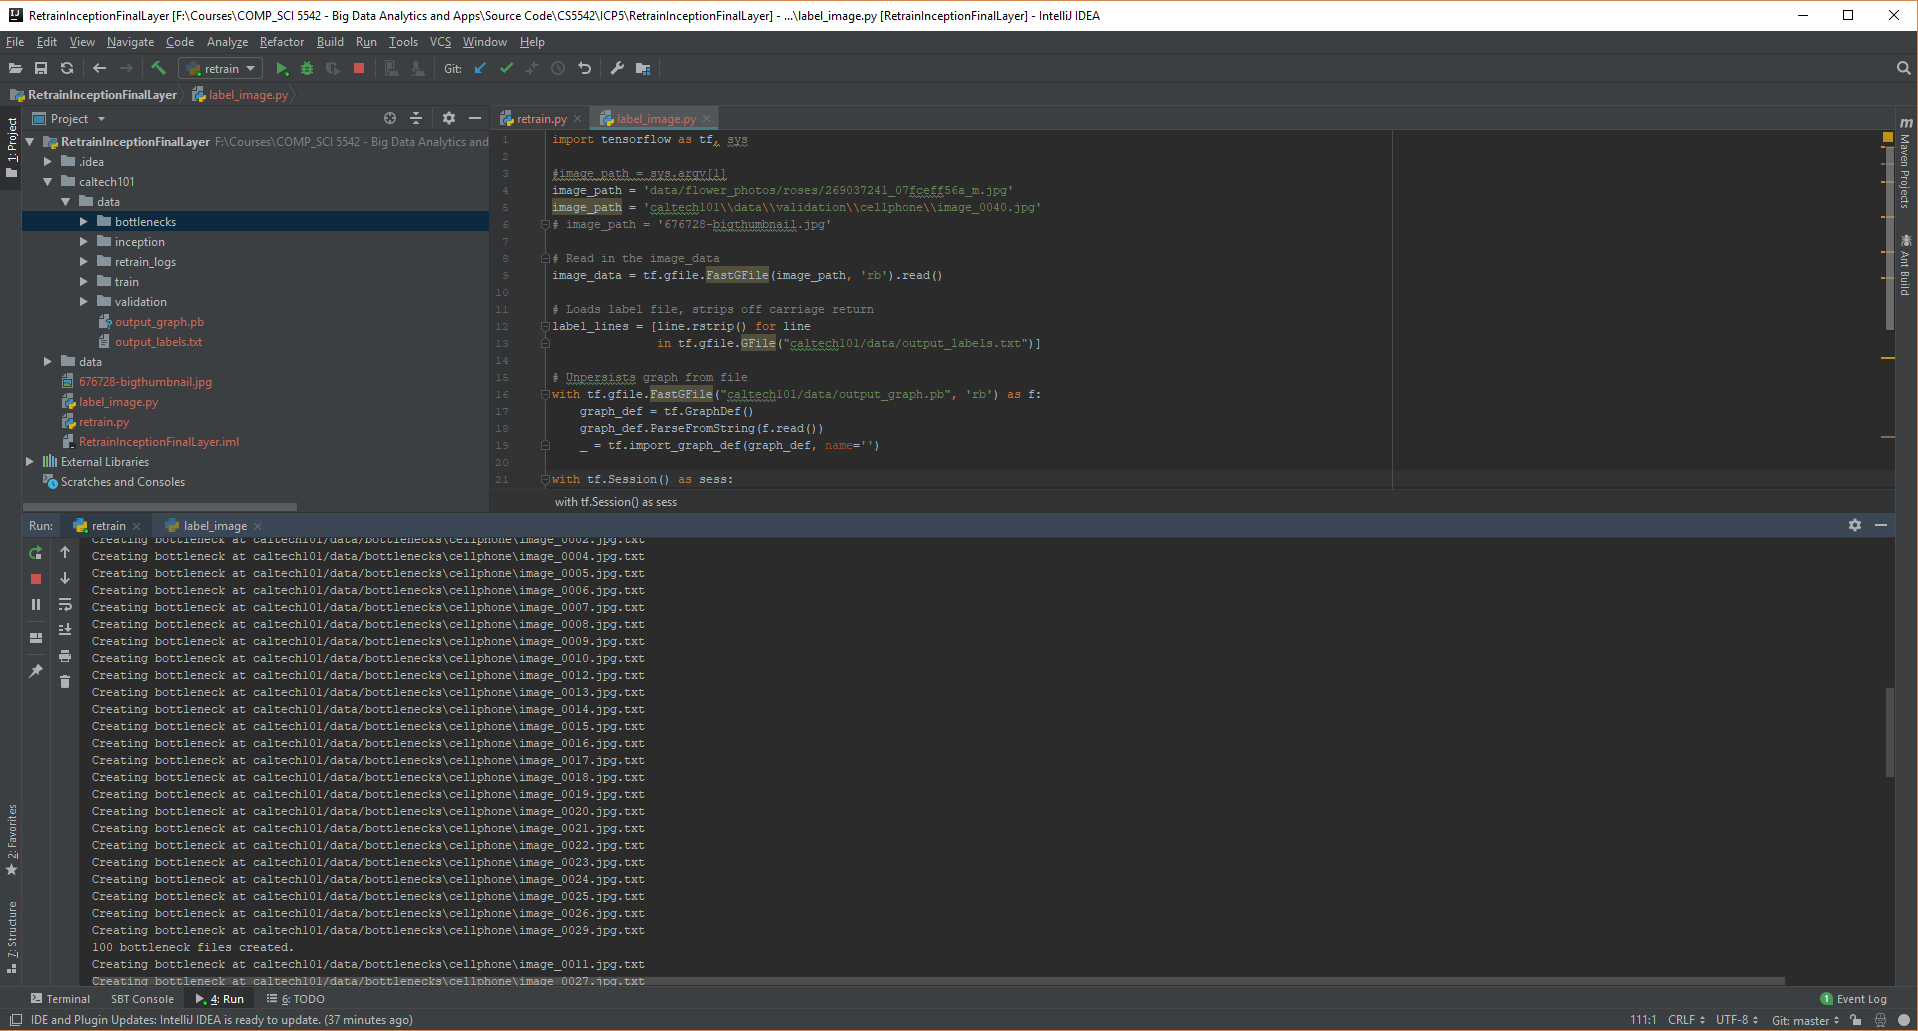 RetrainInceptionFinalLayer [F:\Courses\COMP_SCI 5542 - Big Data Analytics and Apps\Source Code\CS5542\ICP5\RetrainInceptionFinalLayer] - ...\label_image.py [RetrainInceptionFinalLayer] - IntelliJ IDEA
File Edit View Navigate Code Analyze Refactor Build Run Tools VCS Window Help
retrain Git:
RetrainInceptionFinalLayer label_image.py
1: Project
Project
RetrainInceptionFinalLayer F:\Courses\COMP_SCI 5542 - Big Data Analytics and
.idea
caltech101
data
bottlenecks
inception
retrain_logs
train
validation
output_graph.pb
output_labels.txt
data
676728-bigthumbnail.jpg
label_image.py
retrain.py
RetrainInceptionFinalLayer.iml
External Libraries
Scratches and Consoles
retrain.py label_image.py
1 import tensorflow as tf, sys
2
3 #image_path = sys.argv[1]
4 image_path = 'data/flower_photos/roses/269037241_07fceff56a_m.jpg'
5 image_path = 'caltech101\\data\\validation\\cellphone\\image_0040.jpg'
6 # image_path = '676728-bigthumbnail.jpg'
7
8 # Read in the image_data
9 image_data = tf.gfile.FastGFile(image_path, 'rb').read()
10
11 # Loads label file, strips off carriage return
12 label_lines = [line.rstrip() for line
13 in tf.gfile.GFile("caltech101/data/output_labels.txt")]
14
15 # Unpersists graph from file
16 with tf.gfile.FastGFile("caltech101/data/output_graph.pb", 'rb') as f:
17 graph_def = tf.GraphDef()
18 graph_def.ParseFromString(f.read())
19 _ = tf.import_graph_def(graph_def, name='')
20
21 with tf.Session() as sess:
with tf.Session() as sess
Maven Projects
Ant Build
Run: retrain label_image
Creating bottleneck at caltech101/data/bottlenecks\cellphone\image_0002.jpg.txt
Creating bottleneck at caltech101/data/bottlenecks\cellphone\image_0004.jpg.txt
Creating bottleneck at caltech101/data/bottlenecks\cellphone\image_0005.jpg.txt
Creating bottleneck at caltech101/data/bottlenecks\cellphone\image_0006.jpg.txt
Creating bottleneck at caltech101/data/bottlenecks\cellphone\image_0007.jpg.txt
Creating bottleneck at caltech101/data/bottlenecks\cellphone\image_0008.jpg.txt
Creating bottleneck at caltech101/data/bottlenecks\cellphone\image_0009.jpg.txt
Creating bottleneck at caltech101/data/bottlenecks\cellphone\image_0010.jpg.txt
Creating bottleneck at caltech101/data/bottlenecks\cellphone\image_0012.jpg.txt
Creating bottleneck at caltech101/data/bottlenecks\cellphone\image_0013.jpg.txt
Creating bottleneck at caltech101/data/bottlenecks\cellphone\image_0014.jpg.txt
Creating bottleneck at caltech101/data/bottlenecks\cellphone\image_0015.jpg.txt
Creating bottleneck at caltech101/data/bottlenecks\cellphone\image_0016.jpg.txt
Creating bottleneck at caltech101/data/bottlenecks\cellphone\image_0017.jpg.txt
Creating bottleneck at caltech101/data/bottlenecks\cellphone\image_0018.jpg.txt
Creating bottleneck at caltech101/data/bottlenecks\cellphone\image_0019.jpg.txt
Creating bottleneck at caltech101/data/bottlenecks\cellphone\image_0020.jpg.txt
Creating bottleneck at caltech101/data/bottlenecks\cellphone\image_0021.jpg.txt
Creating bottleneck at caltech101/data/bottlenecks\cellphone\image_0022.jpg.txt
Creating bottleneck at caltech101/data/bottlenecks\cellphone\image_0023.jpg.txt
Creating bottleneck at caltech101/data/bottlenecks\cellphone\image_0024.jpg.txt
Creating bottleneck at caltech101/data/bottlenecks\cellphone\image_0025.jpg.txt
Creating bottleneck at caltech101/data/bottlenecks\cellphone\image_0026.jpg.txt
Creating bottleneck at caltech101/data/bottlenecks\cellphone\image_0029.jpg.txt
100 bottleneck files created.
Creating bottleneck at caltech101/data/bottlenecks\cellphone\image_0011.jpg.txt
Creating bottleneck at caltech101/data/bottlenecks\cellphone\image_0027.jpg.txt
2: Favorites
7: Structure
Terminal SBT Console 4: Run 6: TODO 1 Event Log
IDE and Plugin Updates: IntelliJ IDEA is ready to update. (37 minutes ago) 111:1 CRLF UTF-8 Git: master